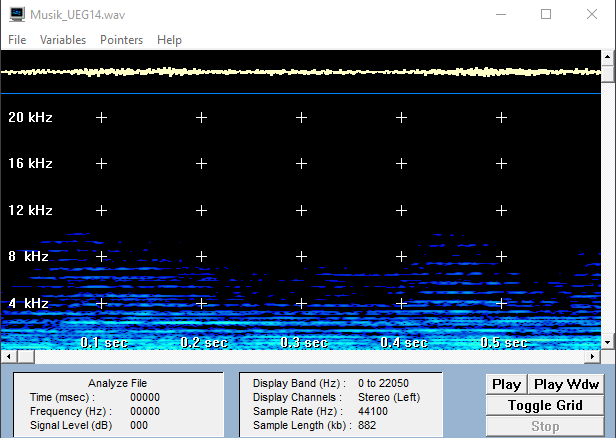 Musik_UEG14.wav
File Variables Pointers Help
20 kHz
16 kHz
12 kHz
8 kHz
4 kHz
0.1 sec 0.2 sec 0.3 sec 0.4 sec 0.5 sec
Analyze File
Time (msec) : 00000
Frequency (Hz) : 00000
Signal Level (dB) 000
Display Band (Hz) : 0 to 22050
Display Channels : Stereo (Left)
Sample Rate (Hz) : 44100
Sample Length (kb) : 882
Play Play Wdw
Toggle Grid
Stop